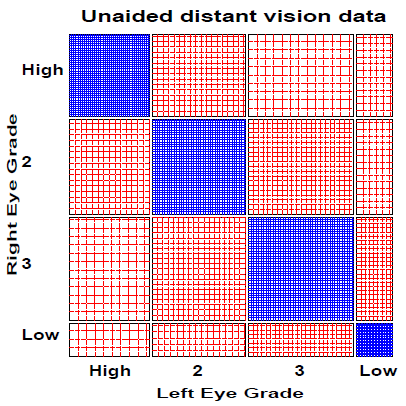 Unaided distant vision data
High
2
3
Low
Right Eye Grade
High 2 3 Low
Left Eye Grade